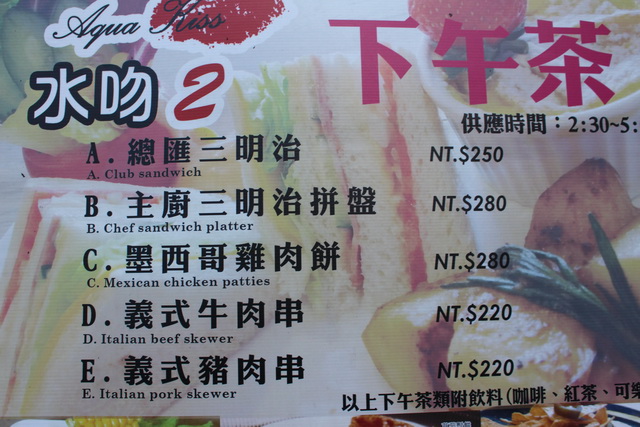 Aqua Kiss
水吻 2
下午茶
供應時間：2:30~5:
A. 總匯三明治 NT.$250
A. Club sandwich
B. 主廚三明治拼盤 NT.$280
B. Chef sandwich platter
C. 墨西哥雞肉餅 NT.$280
C. Mexican chicken patties
D. 義式牛肉串 NT.$220
D. Italian beef skewer
E. 義式豬肉串 NT.$220
E. Italian pork skewer
以上下午茶類附飲料(咖啡、紅茶、可樂